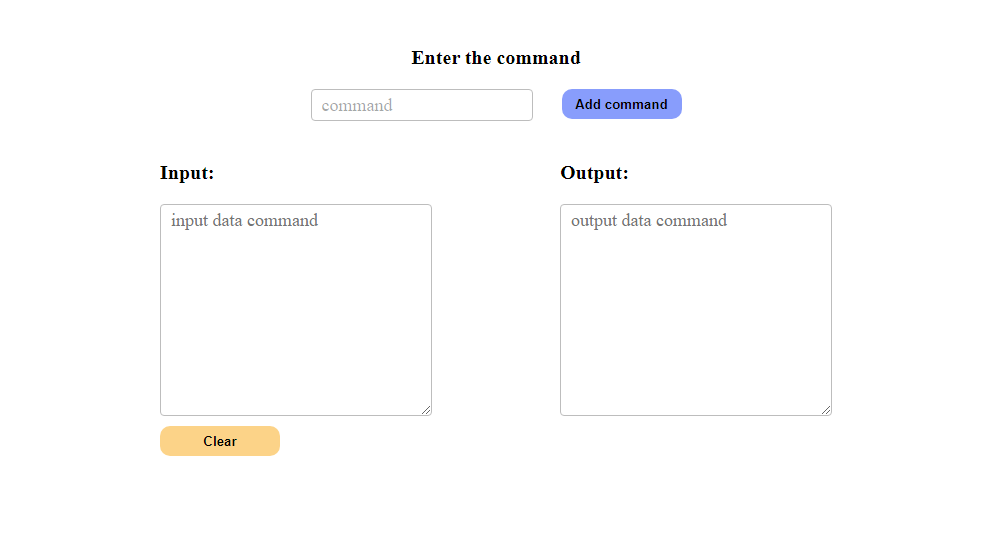 Enter the command
command
Add command
Input:
Output:
input data command
output data command
Clear